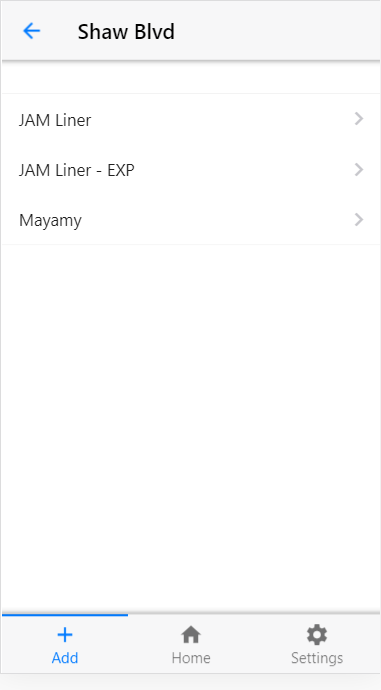 Shaw Blvd
JAM Liner
JAM Liner - EXP
Mayamy
Add
Home
Settings